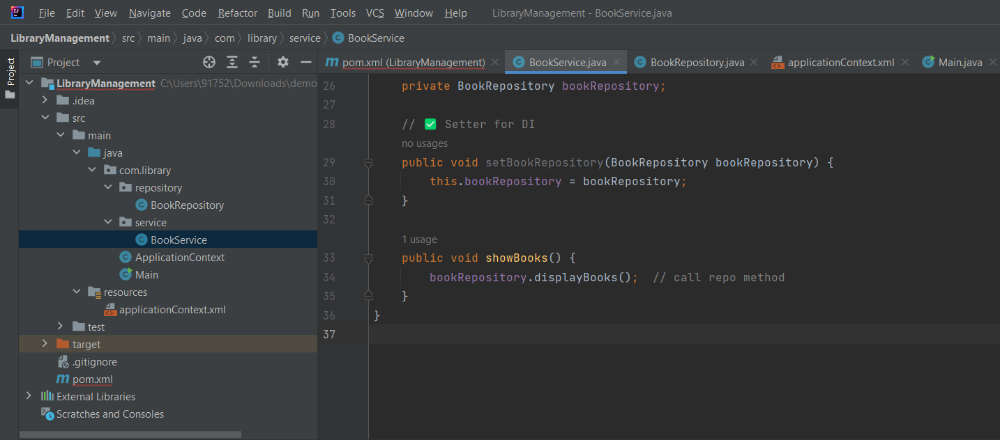 File Edit View Navigate Code Refactor Build Run Tools VCS Window Help LibraryManagement - BookService.java
LibraryManagement src main java com library service BookService
Project
Project
pom.xml (LibraryManagement) BookService.java BookRepository.java applicationContext.xml Main.java
LibraryManagement C:\Users\91752\Downloads\demo
.idea
src
main
java
com.library
repository
BookRepository
service
BookService
ApplicationContext
Main
resources
applicationContext.xml
test
target
.gitignore
pom.xml
External Libraries
Scratches and Consoles
26 private BookRepository bookRepository;
27
28 // ✅ Setter for DI
no usages
29 public void setBookRepository(BookRepository bookRepository) {
30 this.bookRepository = bookRepository;
31 }
32
1 usage
33 public void showBooks() {
34 bookRepository.displayBooks(); // call repo method
35 }
36 }
37